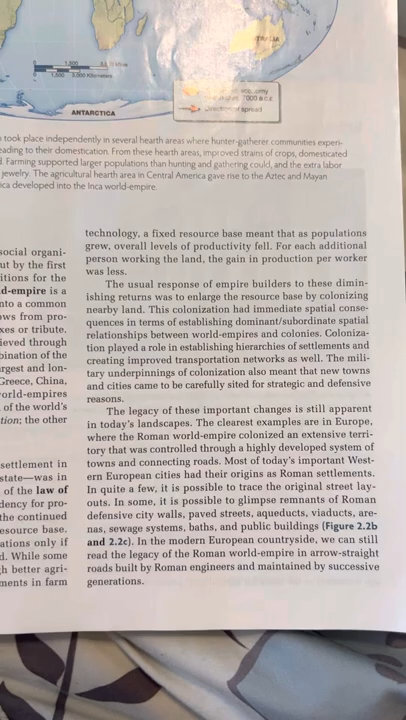 1,500
3,000 Kilometers
ANTARCTICA
7000 B.C.E.
Direction of spread
took place independently in several hearth areas where hunter-gatherer communities experi-
eading to their domestication. From these hearth areas, improved strains of crops, domesticated
Farming supported larger populations than hunting and gathering could, and the extra labor
jewelry. The agricultural hearth area in Central America gave rise to the Aztec and Mayan
ica developed into the Inca world-empire.
social organi-
ut by the first
itions for the
d-empire is a
nto a common
ows from pro-
xes or tribute.
ieved through
bination of the
argest and lon-
Greece, China,
orld-empires
of the world's
tion; the other
settlement in
state—was in
of the law of
dency for pro-
the continued
esource base.
ations only if
d. While some
h better agri-
ments in farm
technology, a fixed resource base meant that as populations
grew, overall levels of productivity fell. For each additional
person working the land, the gain in production per worker
was less.
The usual response of empire builders to these dimin-
ishing returns was to enlarge the resource base by colonizing
nearby land. This colonization had immediate spatial conse-
quences in terms of establishing dominant/subordinate spatial
relationships between world-empires and colonies. Coloniza-
tion played a role in establishing hierarchies of settlements and
creating improved transportation networks as well. The mili-
tary underpinnings of colonization also meant that new towns
and cities came to be carefully sited for strategic and defensive
reasons.
The legacy of these important changes is still apparent
in today's landscapes. The clearest examples are in Europe,
where the Roman world-empire colonized an extensive terri-
tory that was controlled through a highly developed system of
towns and connecting roads. Most of today's important West-
ern European cities had their origins as Roman settlements.
In quite a few, it is possible to trace the original street lay-
outs. In some, it is possible to glimpse remnants of Roman
defensive city walls, paved streets, aqueducts, viaducts, are-
nas, sewage systems, baths, and public buildings (Figure 2.2b
and 2.2c). In the modern European countryside, we can still
read the legacy of the Roman world-empire in arrow-straight
roads built by Roman engineers and maintained by successive
generations.